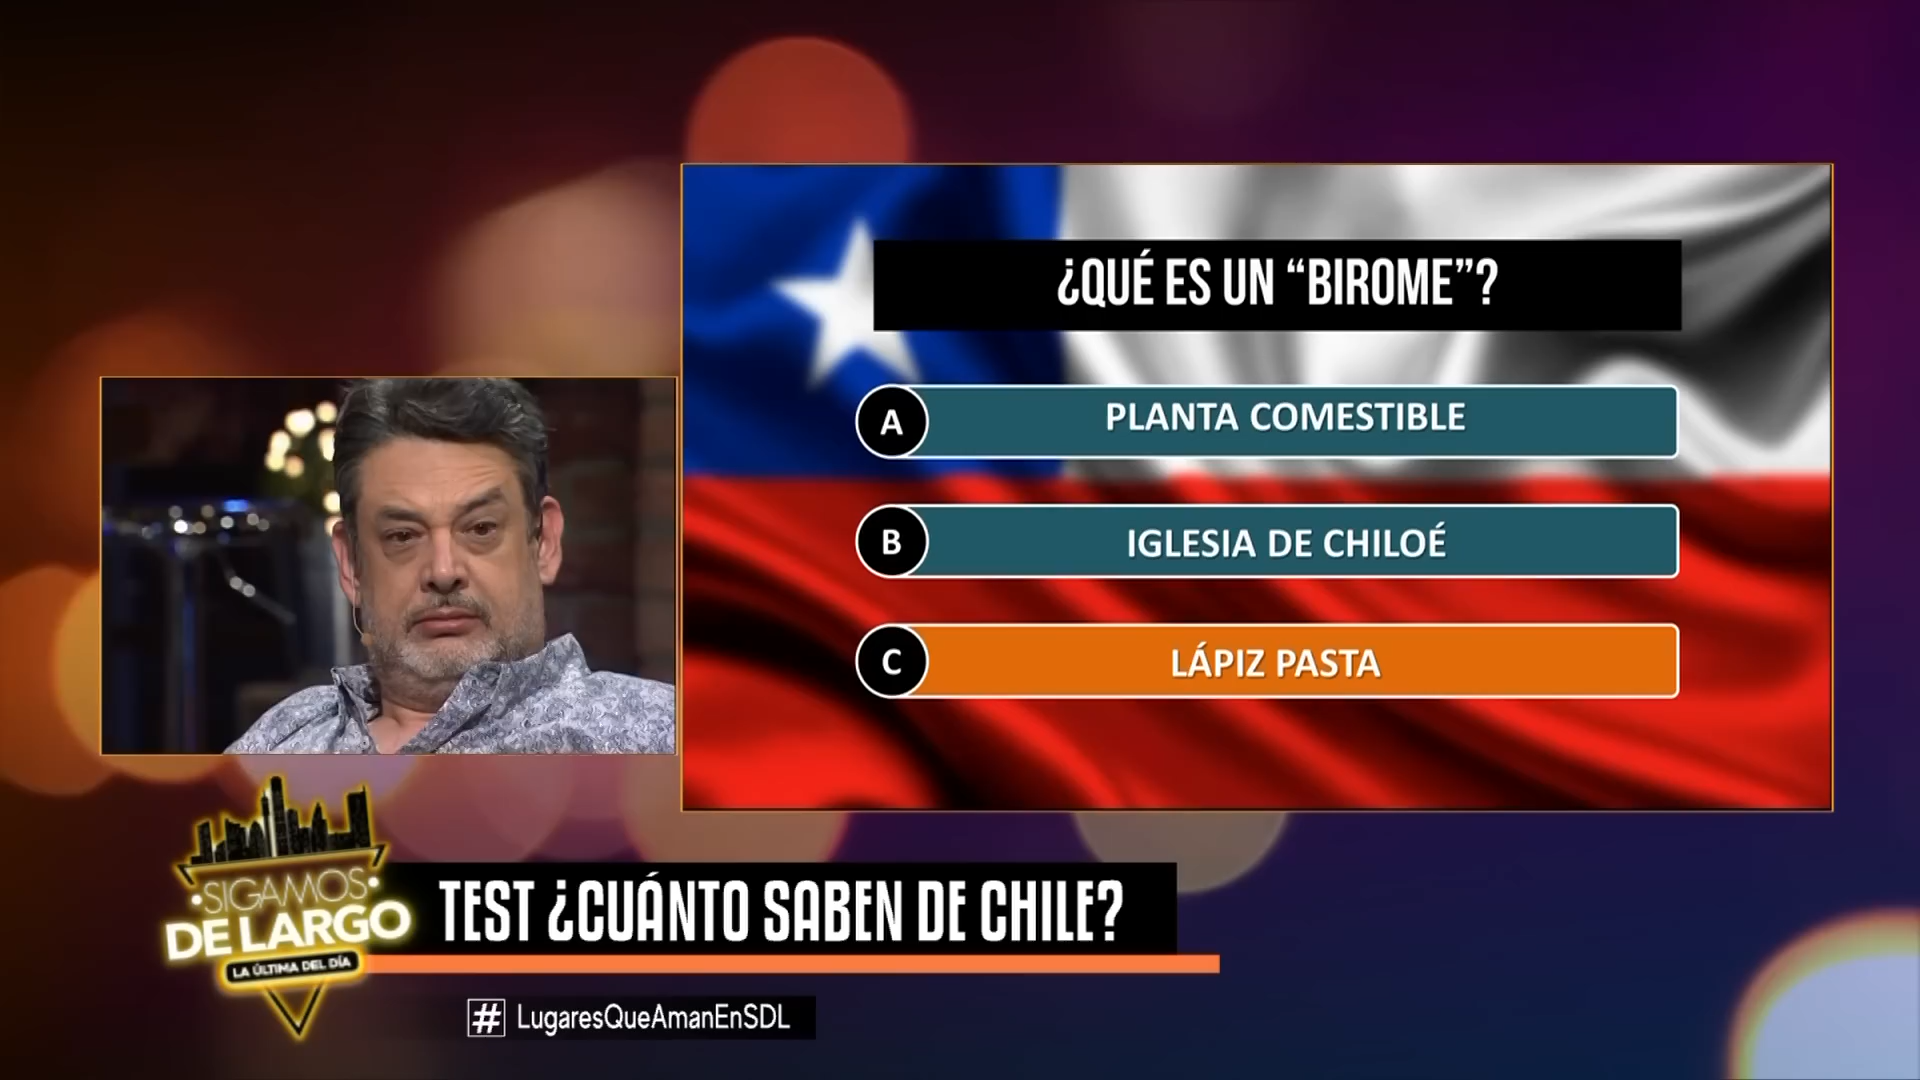 ¿QUÉ ES UN “BIROME”?
A PLANTA COMESTIBLE
B IGLESIA DE CHILOÉ
C LÁPIZ PASTA
•SIGAMOS•
DE LARGO
LA ÚLTIMA DEL DÍA
TEST ¿CUÁNTO SABEN DE CHILE?
# LugaresQueAmanEnSDL